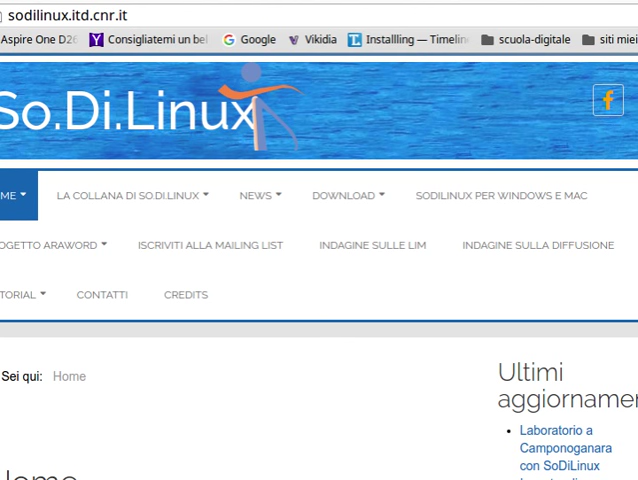 sodilinux.itd.cnr.it
Aspire One D26 Consigliatemi un bel Google Vikidia Installling — Timeline scuola-digitale siti miei
So.Di.Linux
ME LA COLLANA DI SO.DI.LINUX NEWS DOWNLOAD SODILINUX PER WINDOWS E MAC
OGETTO ARAWORD ISCRIVITI ALLA MAILING LIST INDAGINE SULLE LIM INDAGINE SULLA DIFFUSIONE
TORIAL CONTATTI CREDITS
Sei qui: Home
Ultimi
aggiornamen
Laboratorio a
Camponoganara
con SoDiLinux
Home